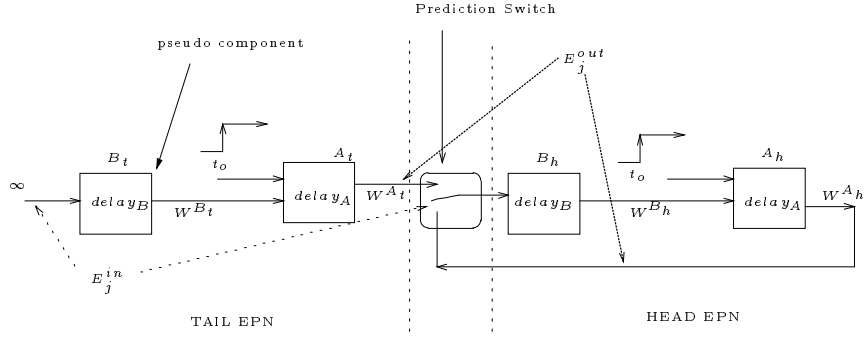 Prediction Switch
pseudo component
E_j^out
B_t
t_o
A_t
B_h
t_o
A_h
∞
delay_B
W^B_t
delay_A
W^A_t
delay_B
W^B_h
delay_A
W^A_h
E_j^in
TAIL EPN
HEAD EPN